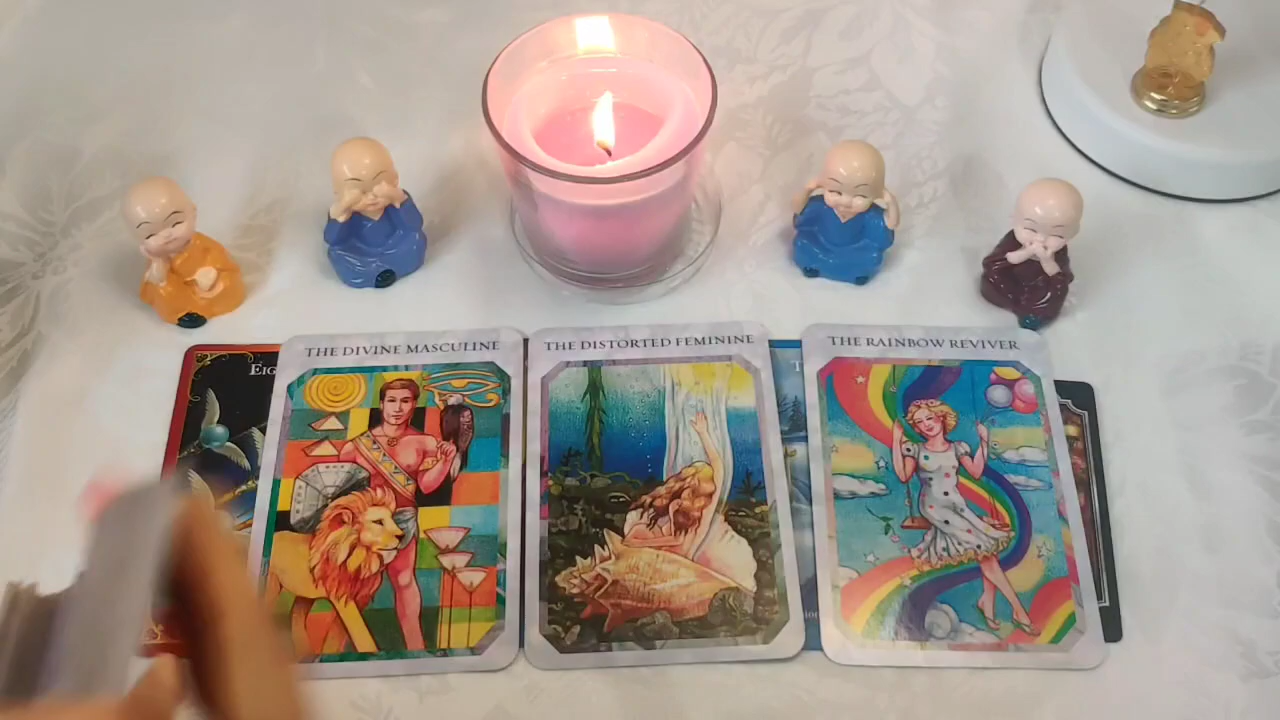 THE DIVINE MASCULINE
THE DISTORTED FEMININE
THE RAINBOW REVIVER